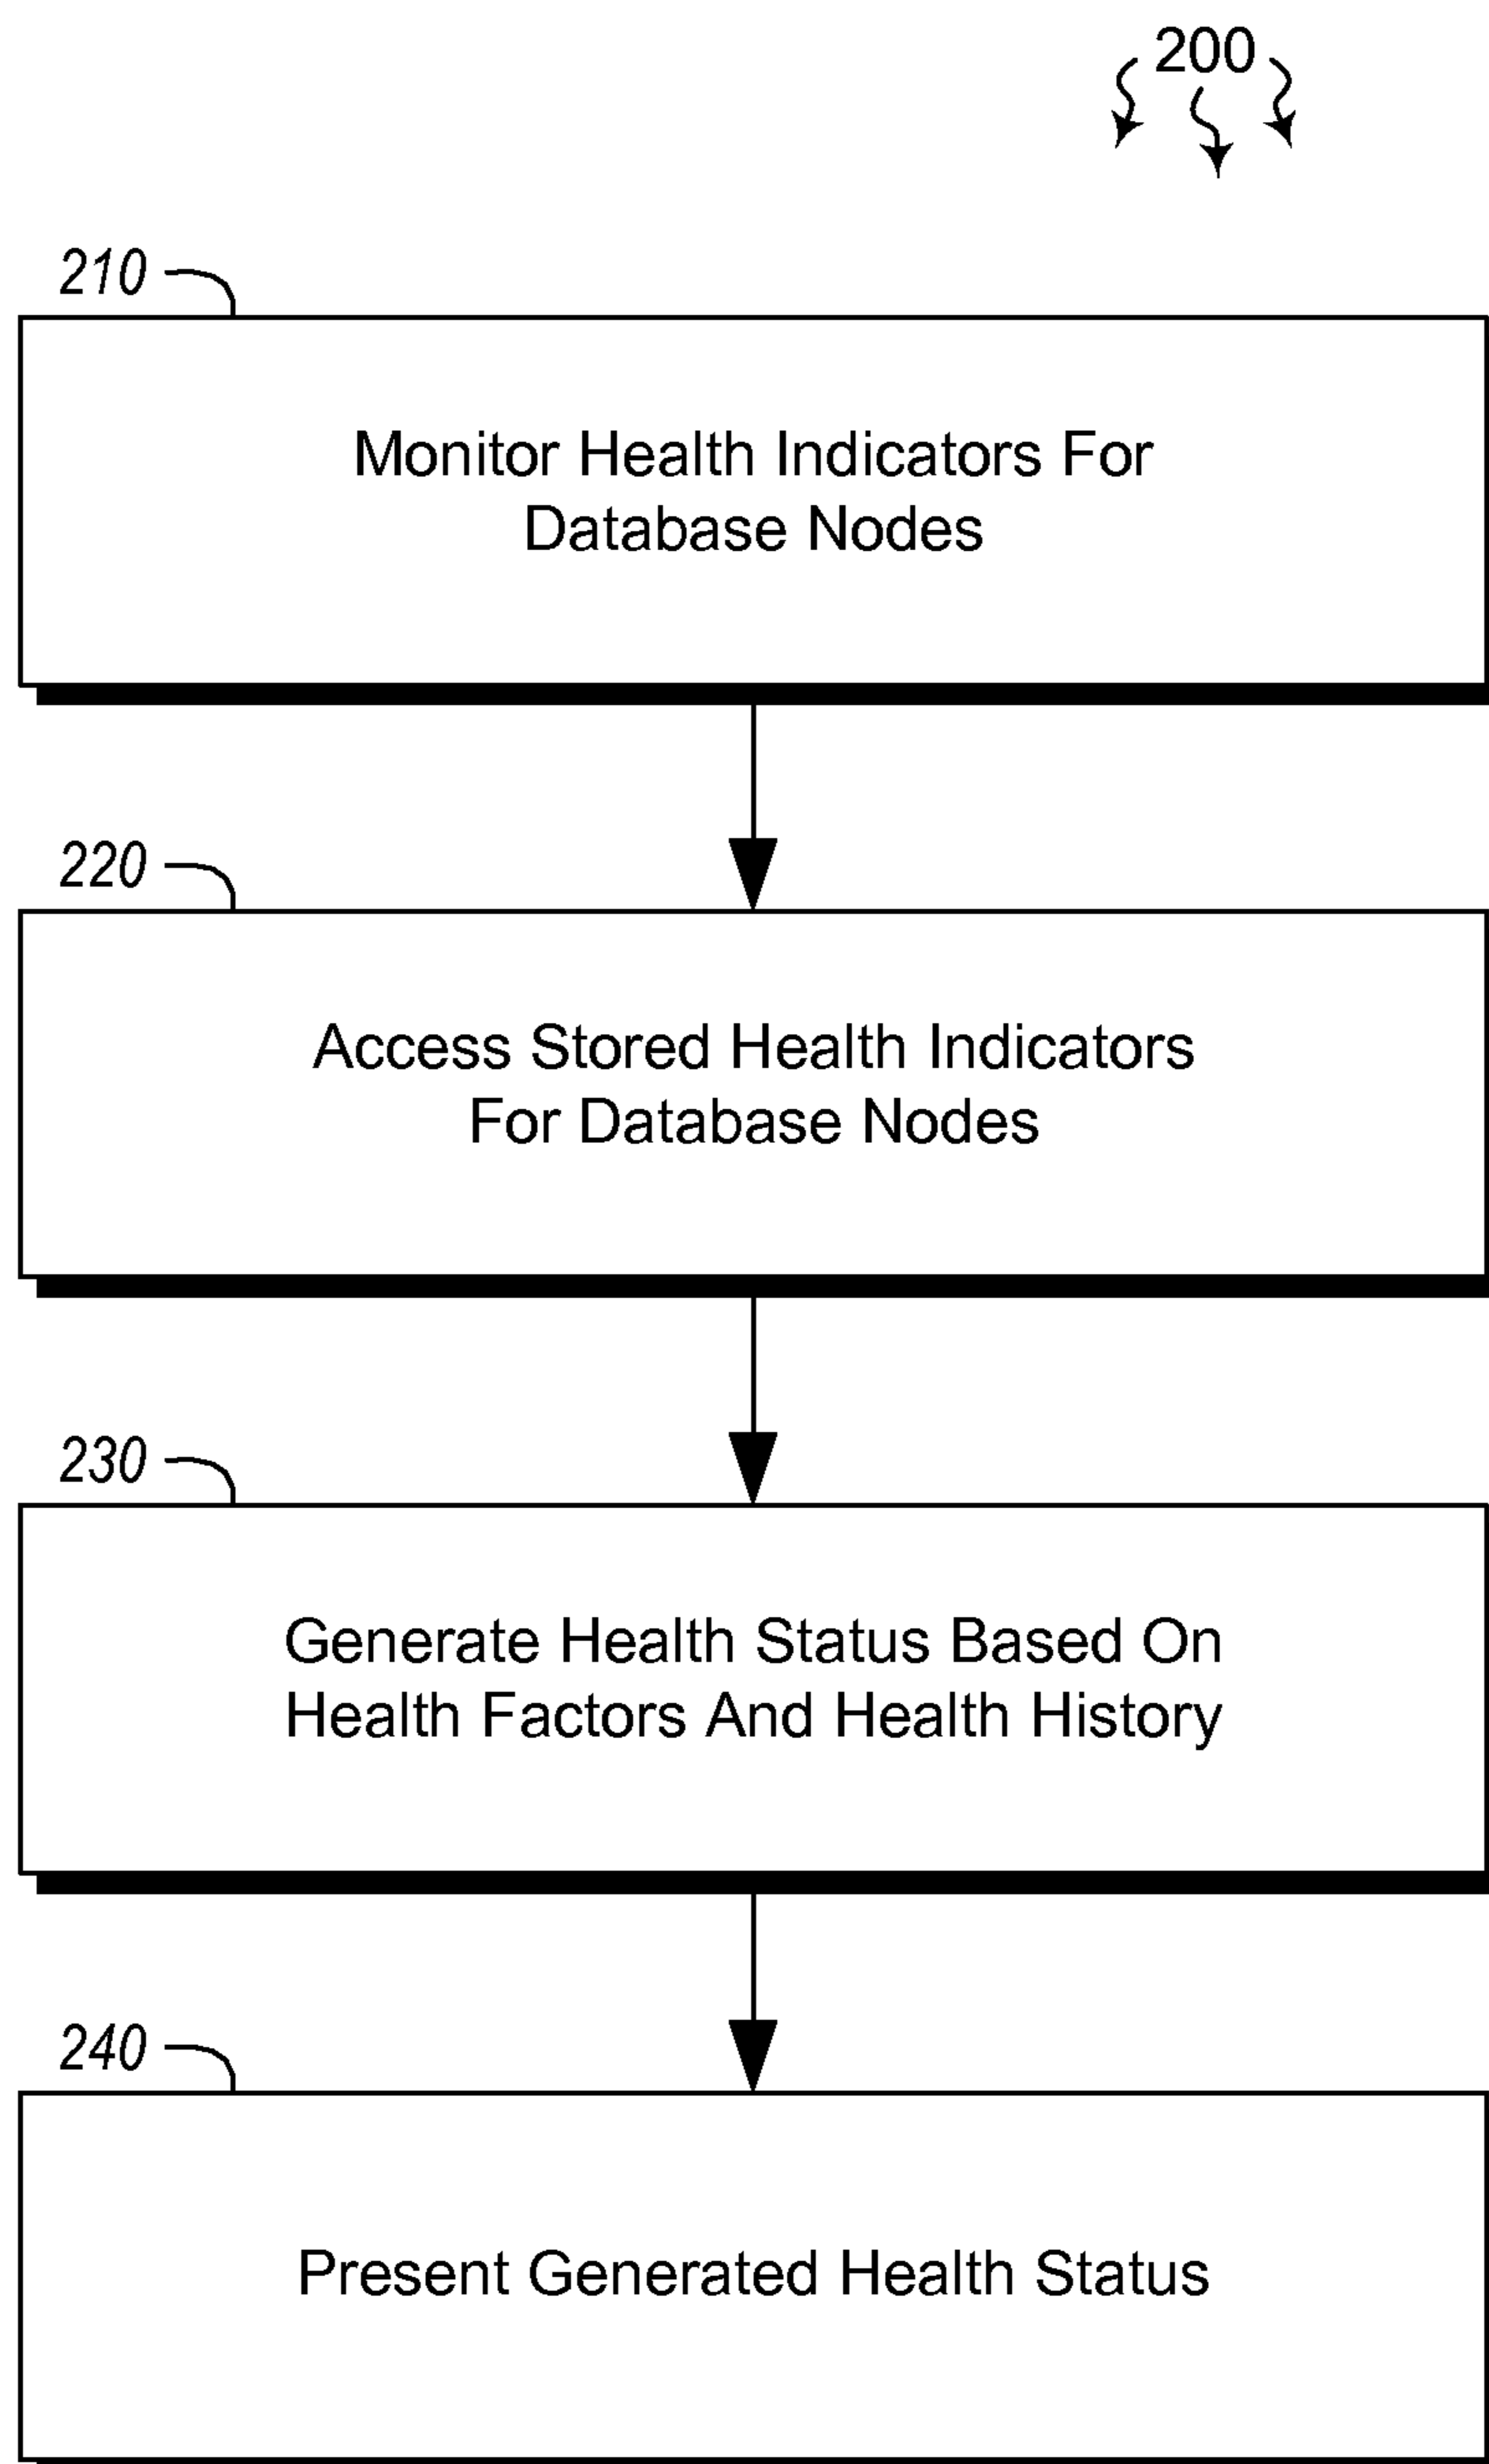 200
210
Monitor Health Indicators For
Database Nodes
220
Access Stored Health Indicators
For Database Nodes
230
Generate Health Status Based On
Health Factors And Health History
240
Present Generated Health Status